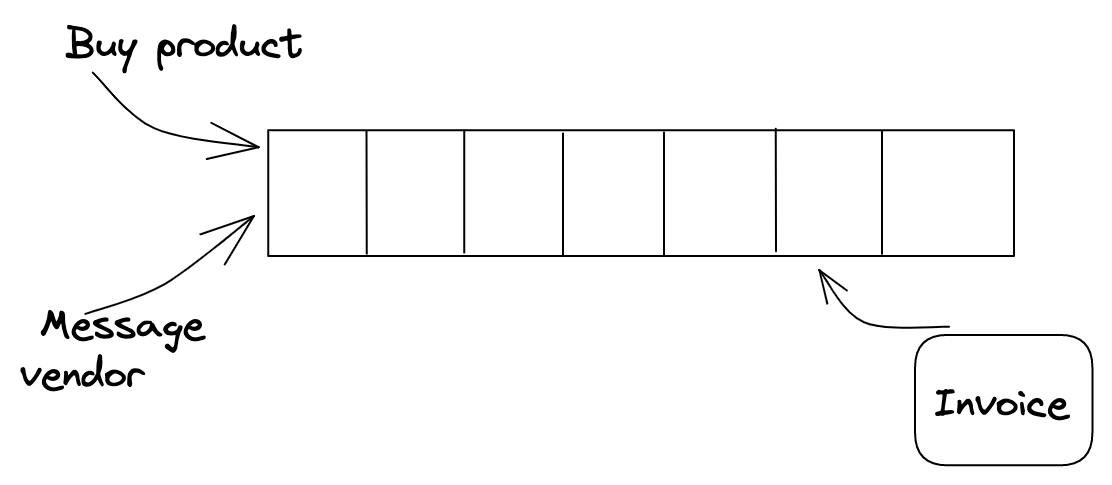 Buy product
Message
vendor
Invoice